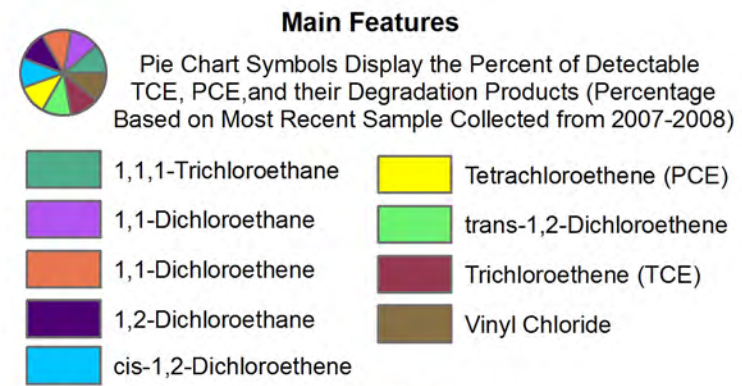 Main Features
Pie Chart Symbols Display the Percent of Detectable
TCE, PCE,and their Degradation Products (Percentage
Based on Most Recent Sample Collected from 2007-2008)
1,1,1-Trichloroethane
1,1-Dichloroethane
1,1-Dichloroethene
1,2-Dichloroethane
cis-1,2-Dichloroethene
Tetrachloroethene (PCE)
trans-1,2-Dichloroethene
Trichloroethene (TCE)
Vinyl Chloride